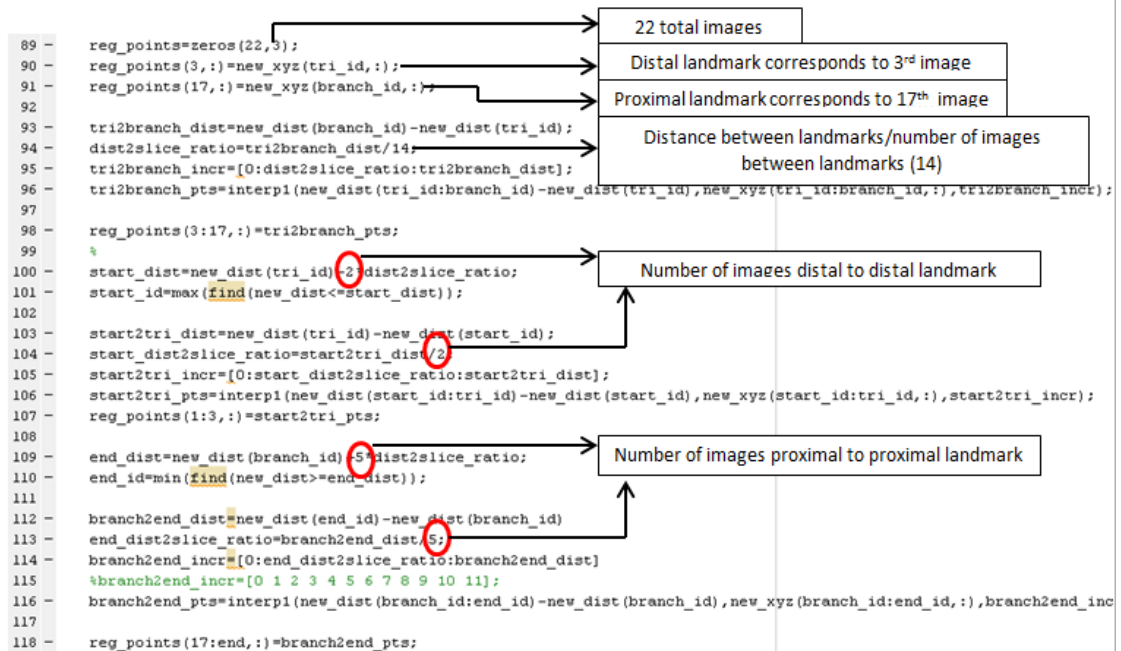 89 - reg_points=zeros(22,3);
22 total images
90 - reg_points(3,:)=new_xyz(tri_id,:);
Distal landmark corresponds to 3rd image
91 - reg_points(17,:)=new_xyz(branch_id,:);
Proximal landmark corresponds to 17th image
92
93 - tri2branch_dist=new_dist(branch_id)-new_dist(tri_id);
94 - dist2slice_ratio=tri2branch_dist/14;
Distance between landmarks/number of images
between landmarks (14)
95 - tri2branch_incr=[0:dist2slice_ratio:tri2branch_dist];
96 - tri2branch_pts=interp1(new_dist(tri_id:branch_id)-new_dist(tri_id),new_xyz(tri_id:branch_id,:),tri2branch_incr);
97
98 - reg_points(3:17,:)=tri2branch_pts;
99 %
100 - start_dist=new_dist(tri_id)-2*dist2slice_ratio;
Number of images distal to distal landmark
101 - start_id=max(find(new_dist<=start_dist));
102
103 - start2tri_dist=new_dist(tri_id)-new_dist(start_id);
104 - start_dist2slice_ratio=start2tri_dist/2;
105 - start2tri_incr=[0:start_dist2slice_ratio:start2tri_dist];
106 - start2tri_pts=interp1(new_dist(start_id:tri_id)-new_dist(start_id),new_xyz(start_id:tri_id,:),start2tri_incr);
107 - reg_points(1:3,:)=start2tri_pts;
108
109 - end_dist=new_dist(branch_id)+5*dist2slice_ratio;
Number of images proximal to proximal landmark
110 - end_id=min(find(new_dist>=end_dist));
111
112 - branch2end_dist=new_dist(end_id)-new_dist(branch_id)
113 - end_dist2slice_ratio=branch2end_dist/5;
114 - branch2end_incr=[0:end_dist2slice_ratio:branch2end_dist]
115 %branch2end_incr=[0 1 2 3 4 5 6 7 8 9 10 11];
116 - branch2end_pts=interp1(new_dist(branch_id:end_id)-new_dist(branch_id),new_xyz(branch_id:end_id,:),branch2end_inc
117
118 - reg_points(17:end,:)=branch2end_pts;